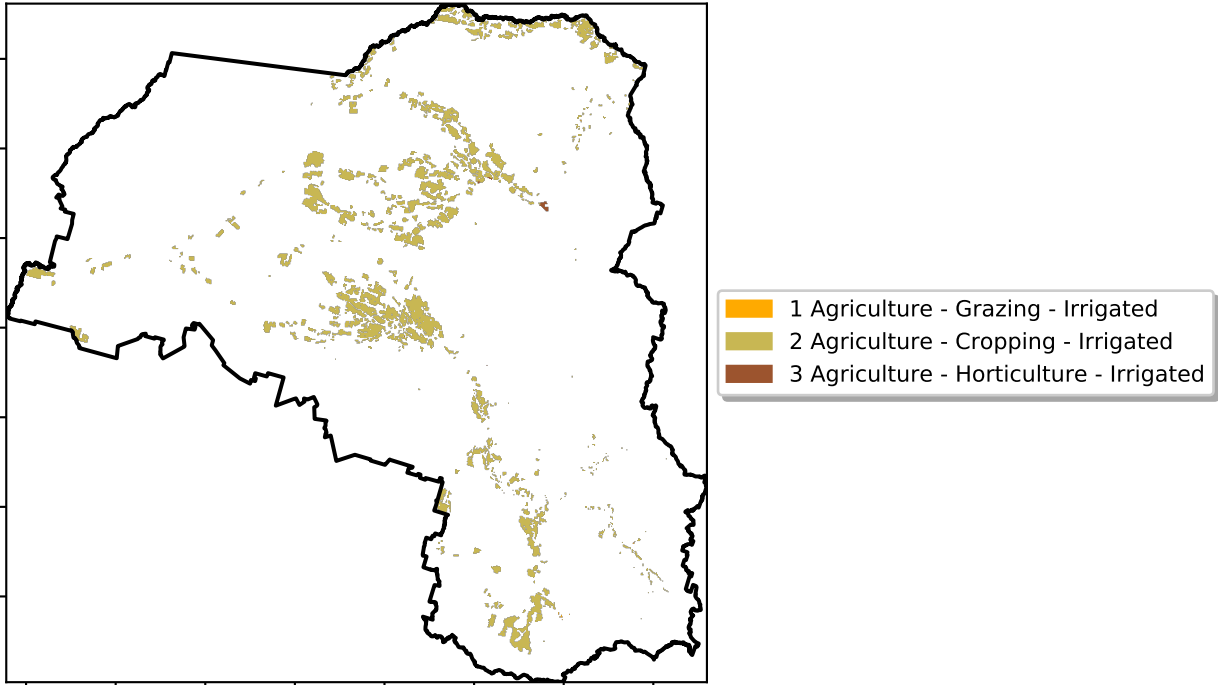 1 Agriculture - Grazing - Irrigated
2 Agriculture - Cropping - Irrigated
3 Agriculture - Horticulture - Irrigated